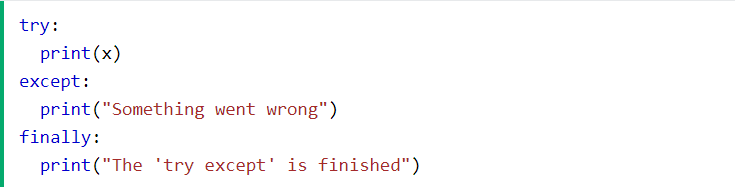 try:
  print(x)
except:
  print("Something went wrong")
finally:
  print("The 'try except' is finished")